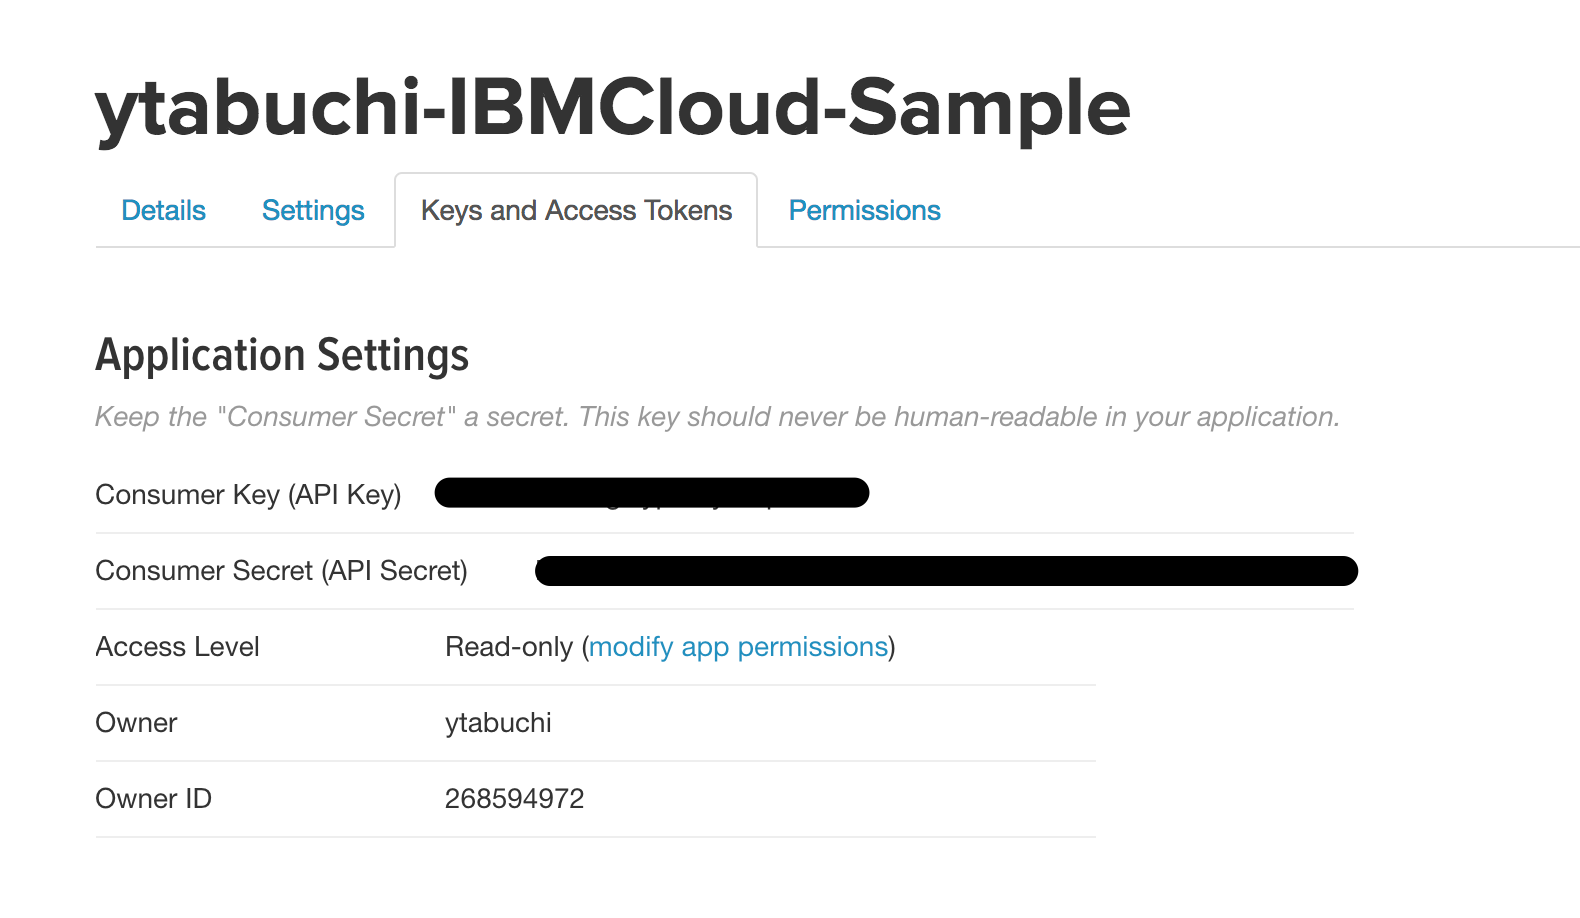 ytabuchi-IBMCloud-Sample
Details Settings Keys and Access Tokens Permissions
Application Settings
Keep the "Consumer Secret" a secret. This key should never be human-readable in your application.
Consumer Key (API Key)
Consumer Secret (API Secret)
Access Level Read-only (modify app permissions)
Owner ytabuchi
Owner ID 268594972